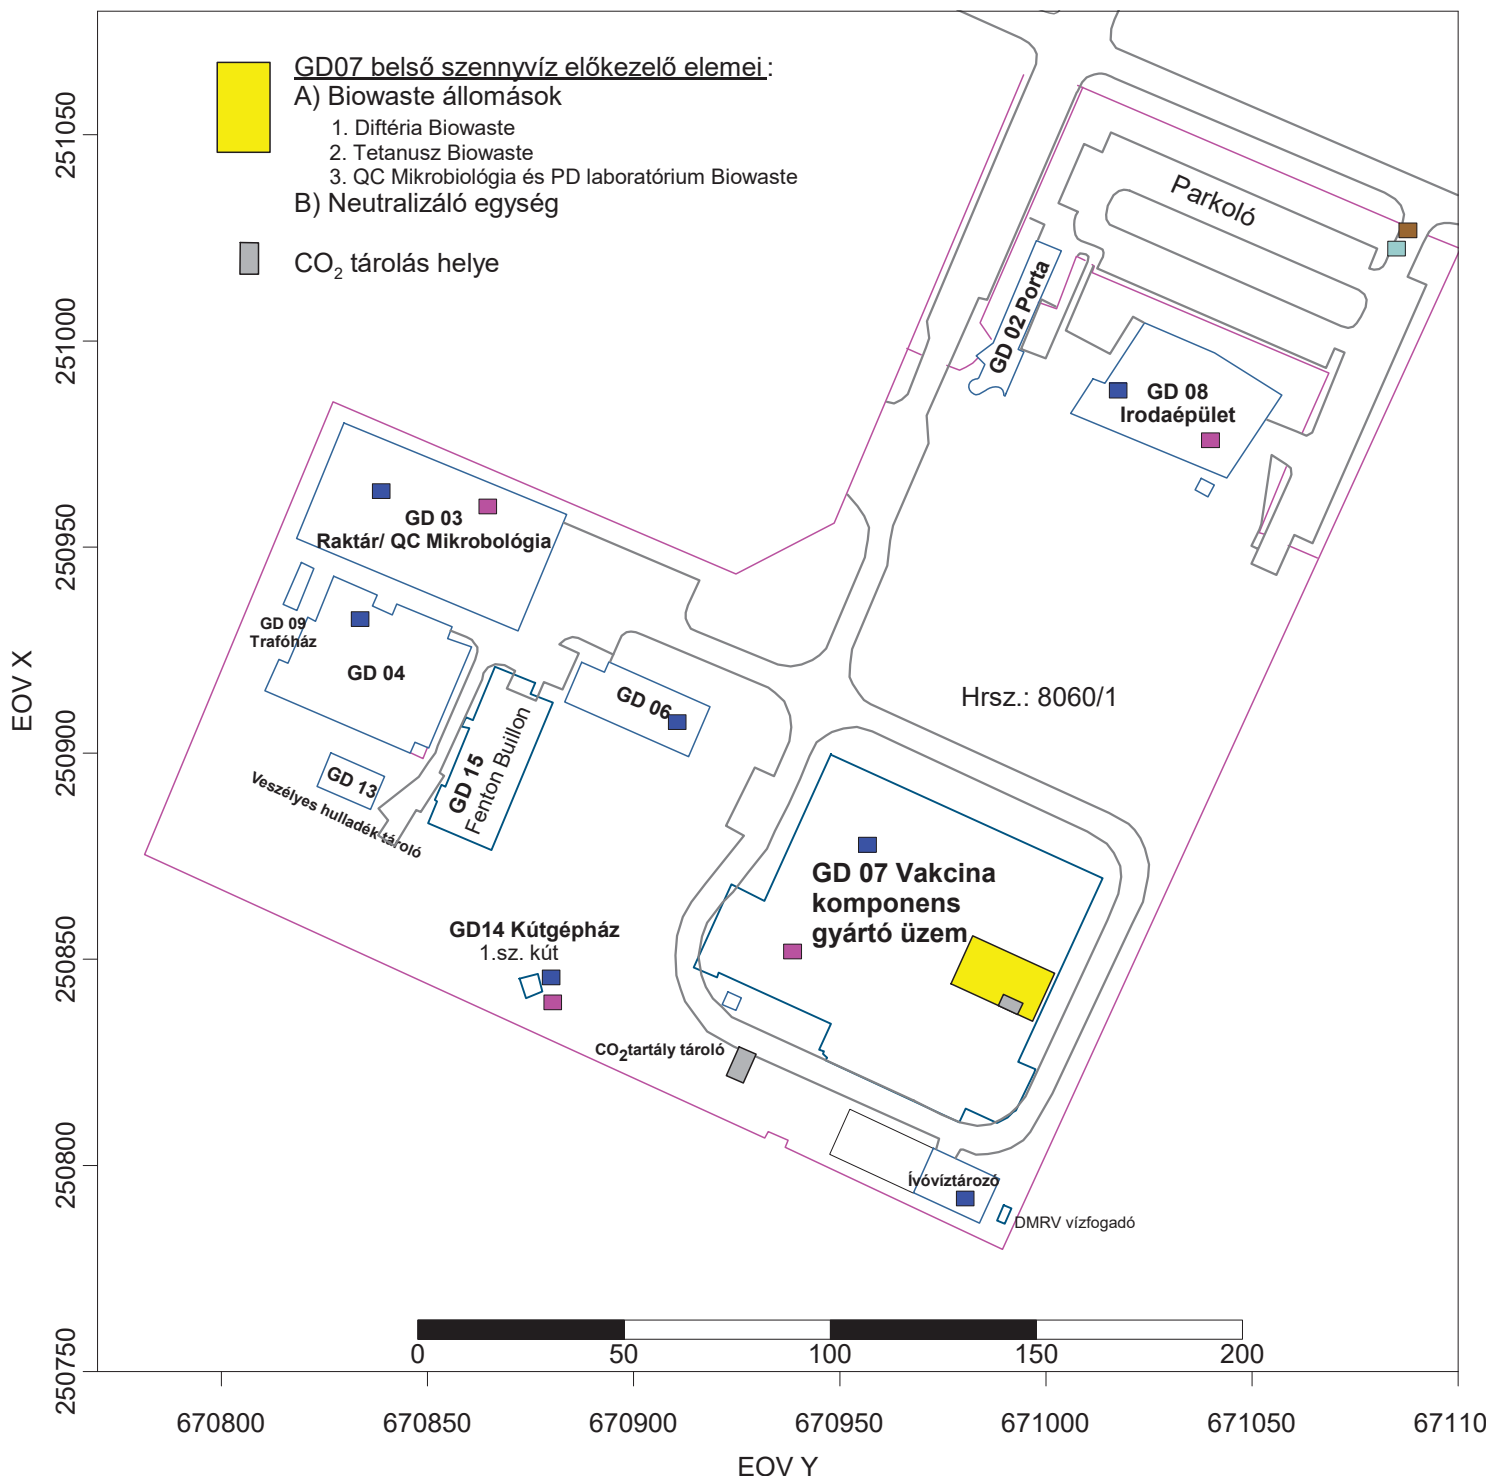 GD07 belső szennyvíz előkezelő elemei :
A) Biowaste állomások
1. Diftéria Biowaste
2. Tetanusz Biowaste
3. QC Mikrobiológia és PD laboratórium Biowaste
B) Neutralizáló egység
CO2 tárolás helye
Parkoló
GD 02 Porta
GD 08
Irodaépület
GD 03
Raktár/ QC Mikrobológia
GD 09
Trafóház
GD 04
GD 06
Hrsz.: 8060/1
GD 15
Fenton Buillon
GD 13
Veszélyes hulladék tároló
GD 07 Vakcina
komponens
gyártó üzem
GD14 Kútgépház
1.sz. kút
CO2tartály tároló
Ívóvíztározó
DMRV vízfogadó
0 50 100 150 200
EOV X
251050
251000
250950
250900
250850
250800
250750
670800 670850 670900 670950 671000 671050 67110
EOV Y